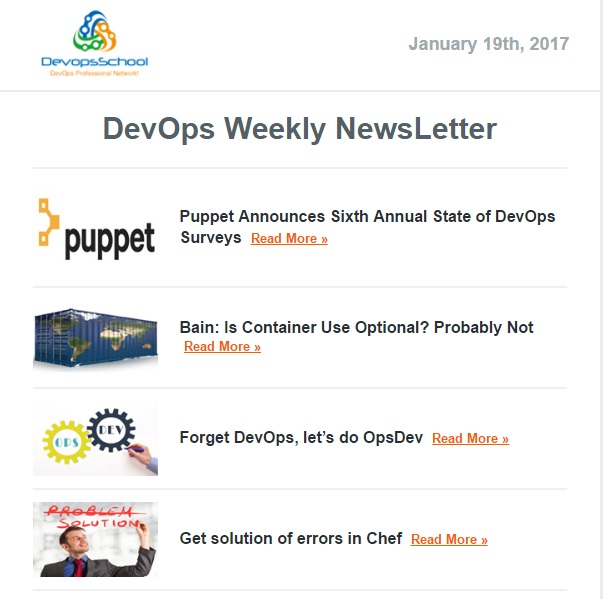 DevopsSchool
DevOps Professional Network!
January 19th, 2017
DevOps Weekly NewsLetter
puppet
Puppet Announces Sixth Annual State of DevOps
Surveys Read More »
Bain: Is Container Use Optional? Probably Not
Read More »
OPS
DEV
Forget DevOps, let’s do OpsDev Read More »
PROBLEM
SOLUTION
Get solution of errors in Chef Read More »